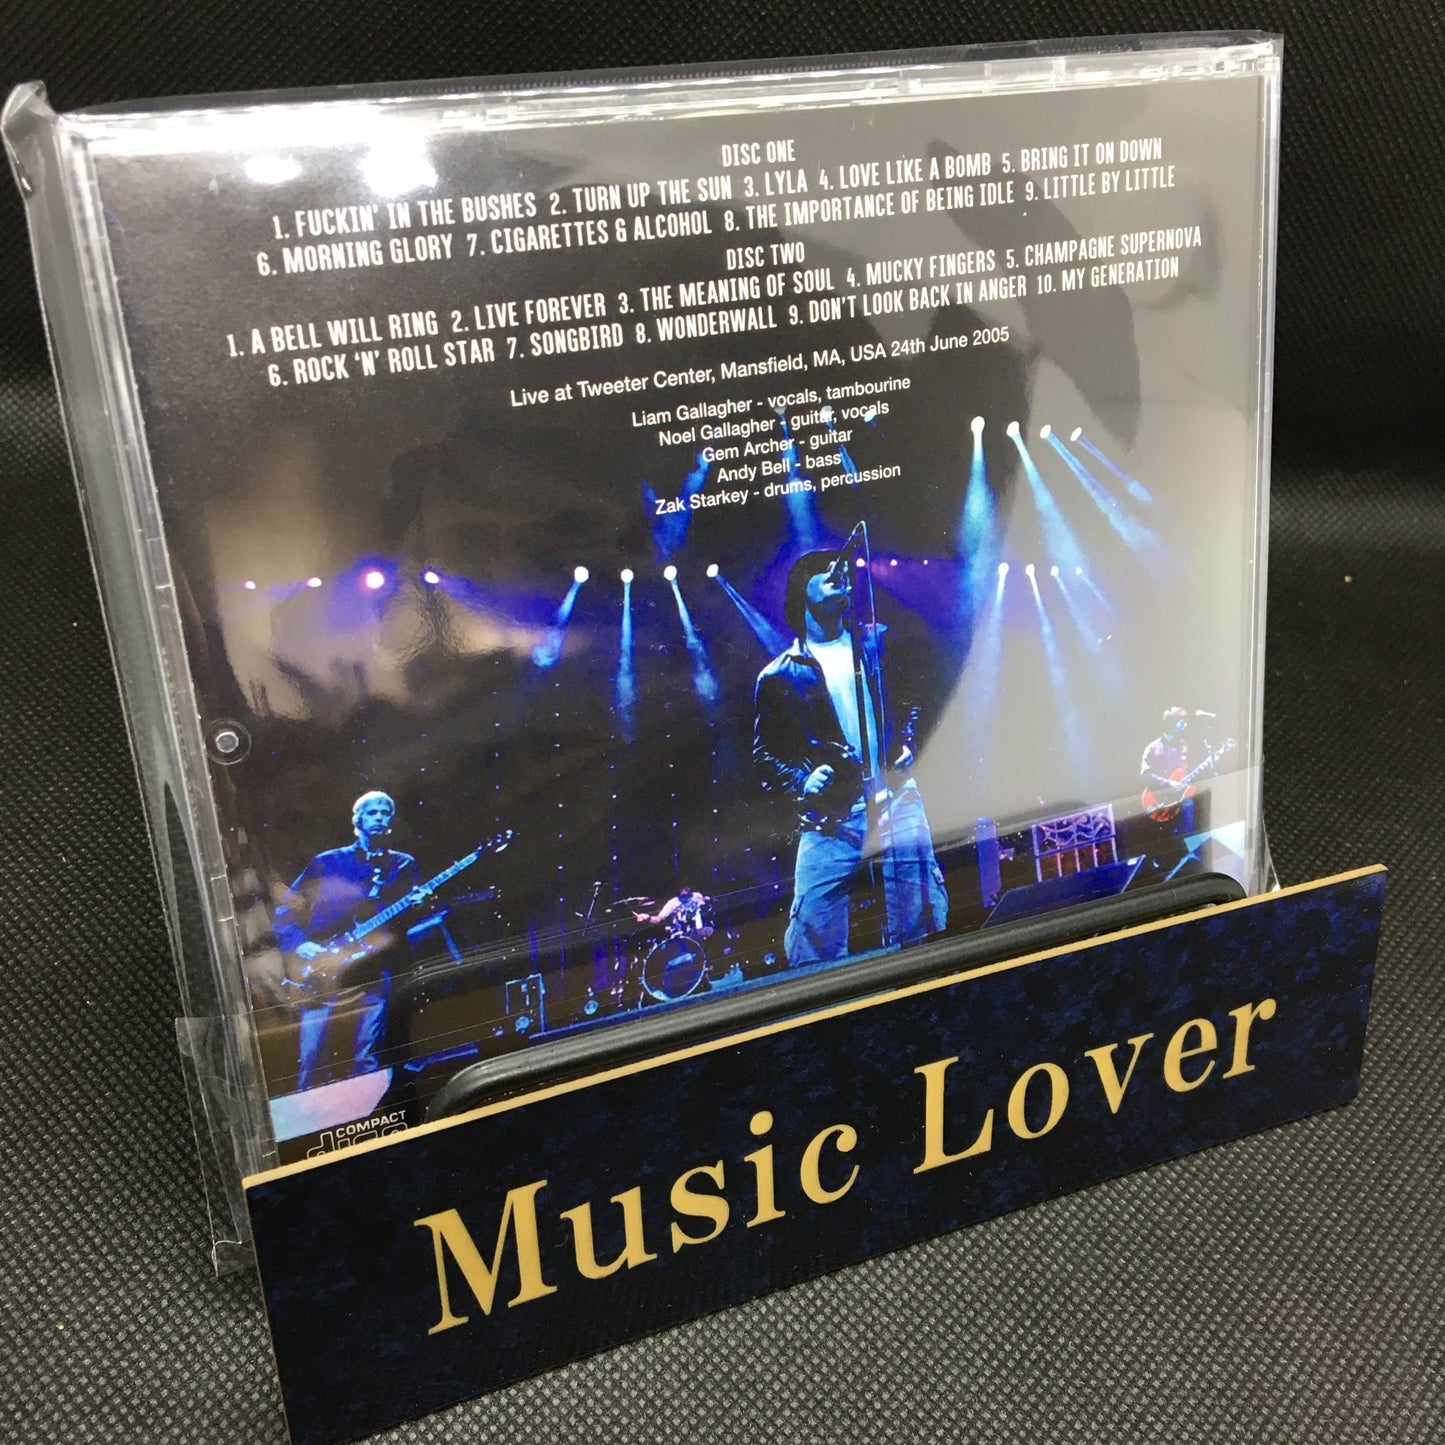 DISC ONE
1. FUCKIN' IN THE BUSHES 2. TURN UP THE SUN 3. LYLA 4. LOVE LIKE A BOMB 5. BRING IT ON DOWN
6. MORNING GLORY 7. CIGARETTES & ALCOHOL 8. THE IMPORTANCE OF BEING IDLE 9. LITTLE BY LITTLE
DISC TWO
1. A BELL WILL RING 2. LIVE FOREVER 3. THE MEANING OF SOUL 4. MUCKY FINGERS 5. CHAMPAGNE SUPERNOVA
6. ROCK 'N' ROLL STAR 7. SONGBIRD 8. WONDERWALL 9. DON'T LOOK BACK IN ANGER 10. MY GENERATION
Live at Tweeter Center, Mansfield, MA, USA 24th June 2005
Liam Gallagher - vocals, tambourine
Noel Gallagher - guitar, vocals
Gem Archer - guitar
Andy Bell - bass
Zak Starkey - drums, percussion
COMPACT
disc
Music Lover